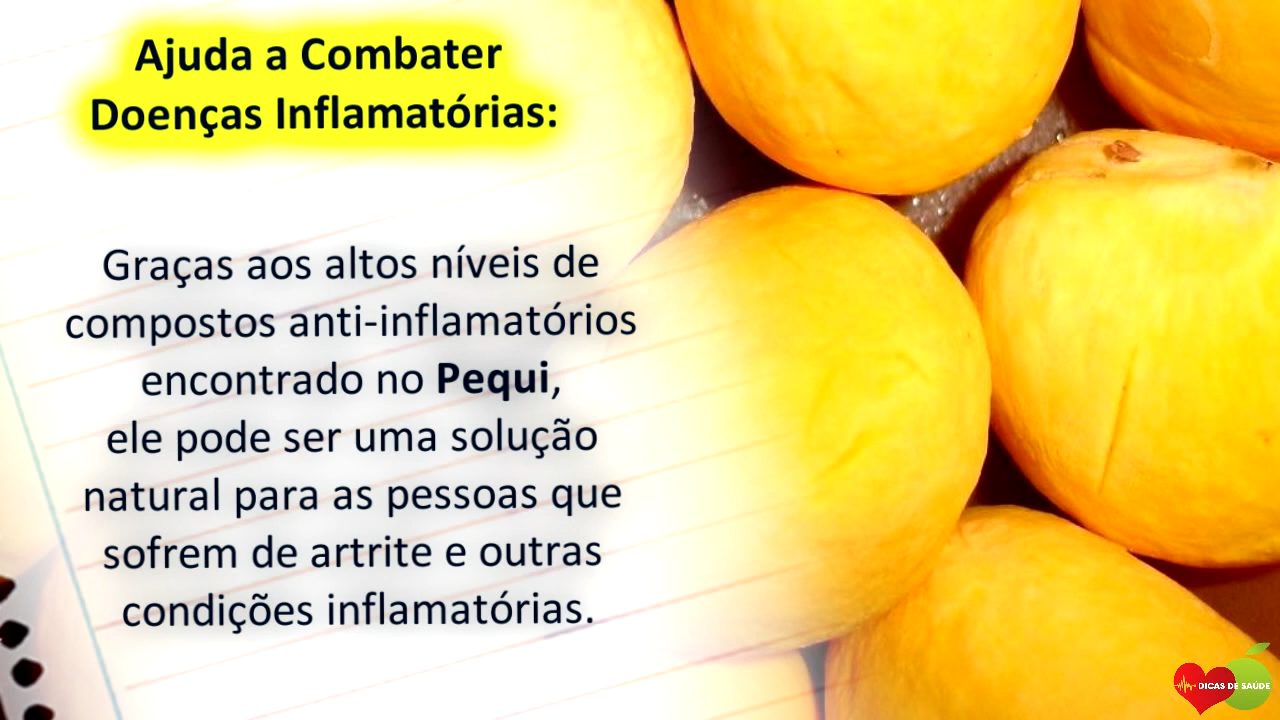 Ajuda a Combater
Doenças Inflamatórias:
Graças aos altos níveis de
compostos anti-inflamatórios
encontrado no Pequi,
ele pode ser uma solução
natural para as pessoas que
sofrem de artrite e outras
condições inflamatórias.
DICAS DE SAÚDE